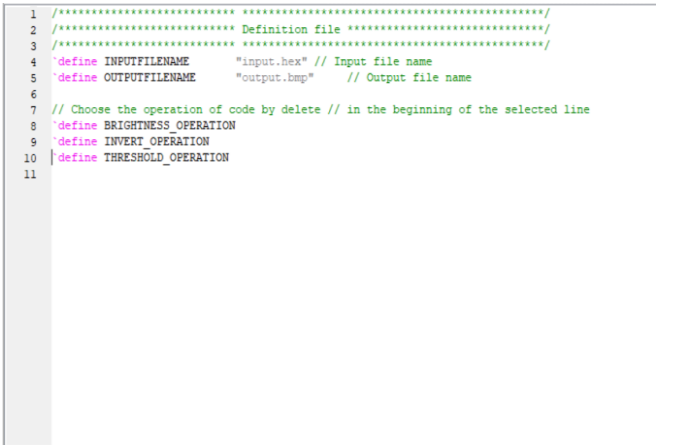 1 /*************************** **********************************************/
2 /*************************** Definition file ******************************/
3 /*************************** **********************************************/
4 `define INPUTFILENAME "input.hex" // Input file name
5 `define OUTPUTFILENAME "output.bmp" // Output file name
6
7 // Choose the operation of code by delete // in the beginning of the selected line
8 `define BRIGHTNESS_OPERATION
9 `define INVERT_OPERATION
10 `define THRESHOLD_OPERATION
11